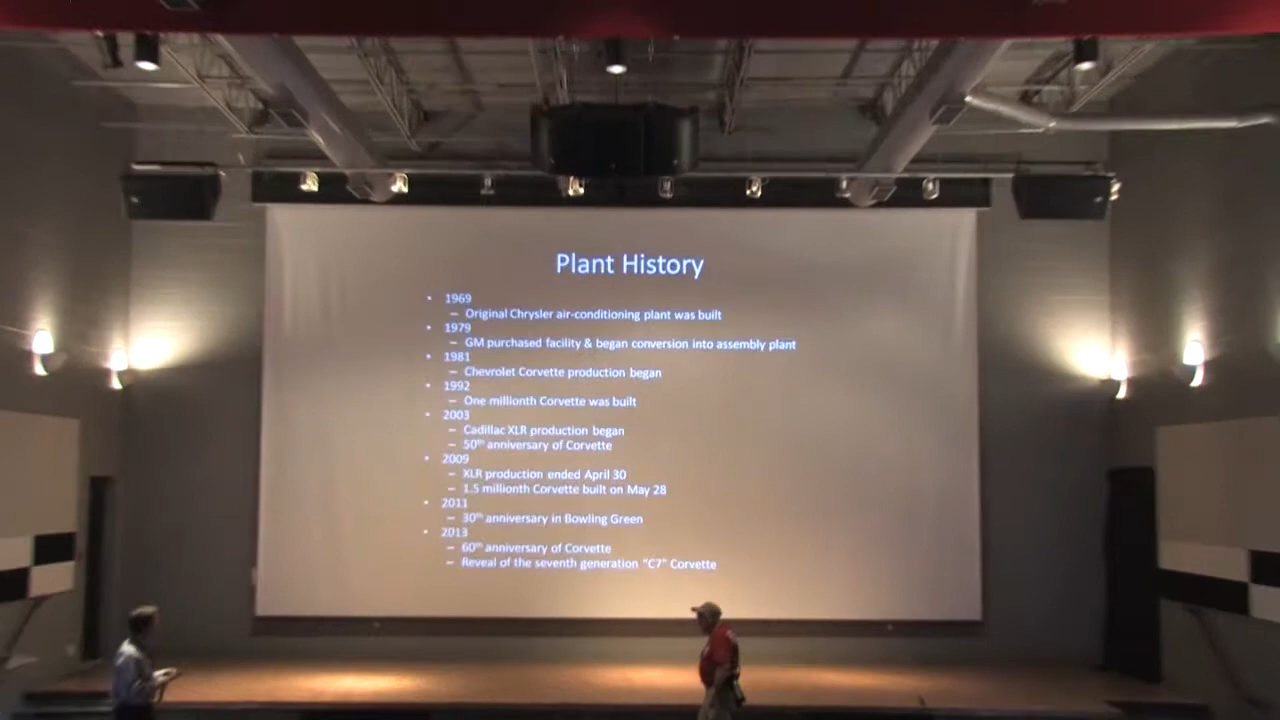 Plant History
• 1969
– Original Chrysler air-conditioning plant was built
• 1979
– GM purchased facility & began conversion into assembly plant
• 1981
– Chevrolet Corvette production began
• 1992
– One millionth Corvette was built
• 2003
– Cadillac XLR production began
– 50th anniversary of Corvette
• 2009
– XLR production ended April 30
– 1.5 millionth Corvette built on May 28
• 2011
– 30th anniversary in Bowling Green
• 2013
– 60th anniversary of Corvette
– Reveal of the seventh generation "C7" Corvette